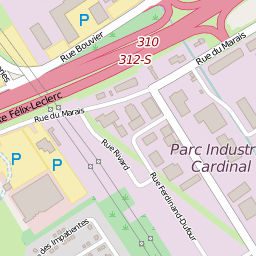 P
Rue Bouvier
310
312-S
Rue du Marais
P
Félix-Leclerc
Rue du Marais
P
P
Rue Rivard
Parc Industr
Cardinal
Rue Ferdinand-Dufour
des Impatientes